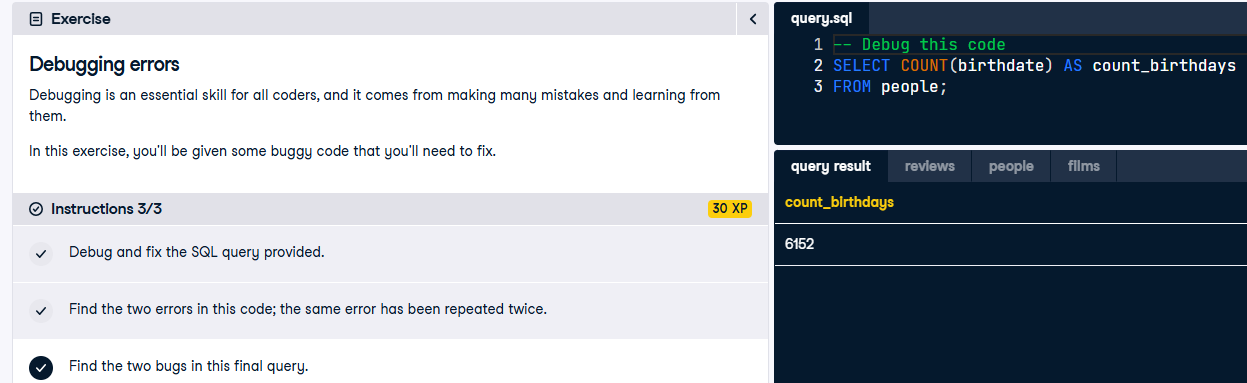 Exercise
Debugging errors
Debugging is an essential skill for all coders, and it comes from making many mistakes and learning from
them.
In this exercise, you'll be given some buggy code that you'll need to fix.
Instructions 3/3
30 XP
Debug and fix the SQL query provided.
Find the two errors in this code; the same error has been repeated twice.
Find the two bugs in this final query.
query.sql
1 -- Debug this code
2 SELECT COUNT(birthdate) AS count_birthdays
3 FROM people;
query result reviews people films
count_birthdays
6152